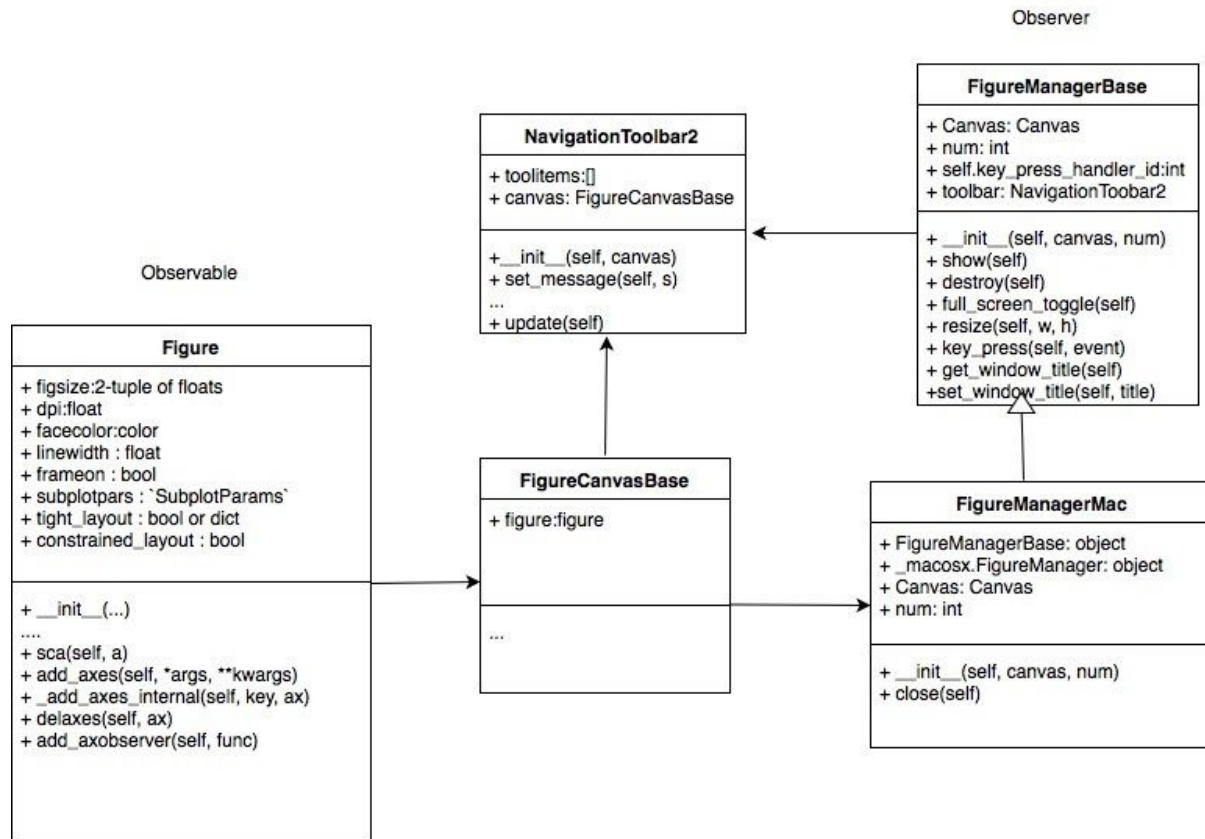 Observer
FigureManagerBase
+ Canvas: Canvas
+ num: int
+ self.key_press_handler_id:int
+ toolbar: NavigationToobar2
+ __init__(self, canvas, num)
+ show(self)
+ destroy(self)
+ full_screen_toggle(self)
+ resize(self, w, h)
+ key_press(self, event)
+ get_window_title(self)
+set_window_title(self, title)
NavigationToolbar2
+ toolitems:[]
+ canvas: FigureCanvasBase
+__init__(self, canvas)
+ set_message(self, s)
...
+ update(self)
Observable
Figure
+ figsize:2-tuple of floats
+ dpi:float
+ facecolor:color
+ linewidth : float
+ frameon : bool
+ subplotpars : `SubplotParams`
+ tight_layout : bool or dict
+ constrained_layout : bool
+ __init__(...)
....
+ sca(self, a)
+ add_axes(self, *args, **kwargs)
+ _add_axes_internal(self, key, ax)
+ delaxes(self, ax)
+ add_axobserver(self, func)
FigureCanvasBase
+ figure:figure
...
FigureManagerMac
+ FigureManagerBase: object
+ _macosx.FigureManager: object
+ Canvas: Canvas
+ num: int
+ __init__(self, canvas, num)
+ close(self)